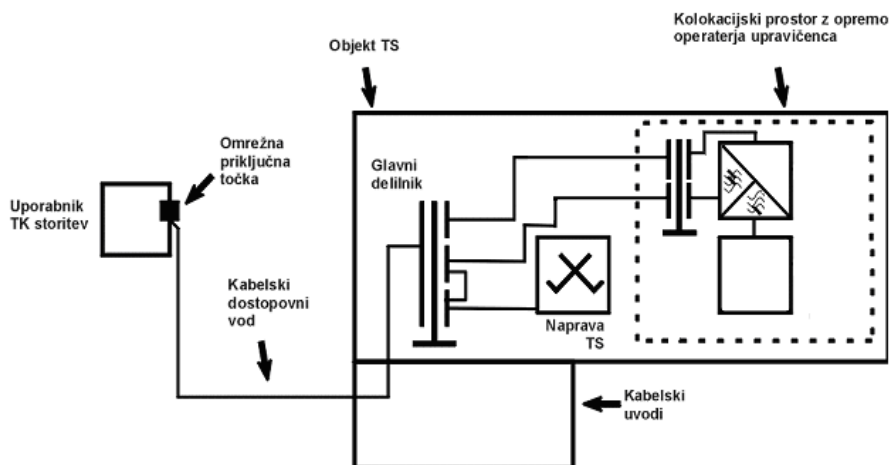 Kolokacijski prostor z opremo
operaterja upravičenca
Objekt TS
Omrežna
priključna
točka
Glavni
delilnik
Uporabnik
TK storitev
Kabelski
dostopovni
vod
Naprava
TS
Kabelski
uvodi